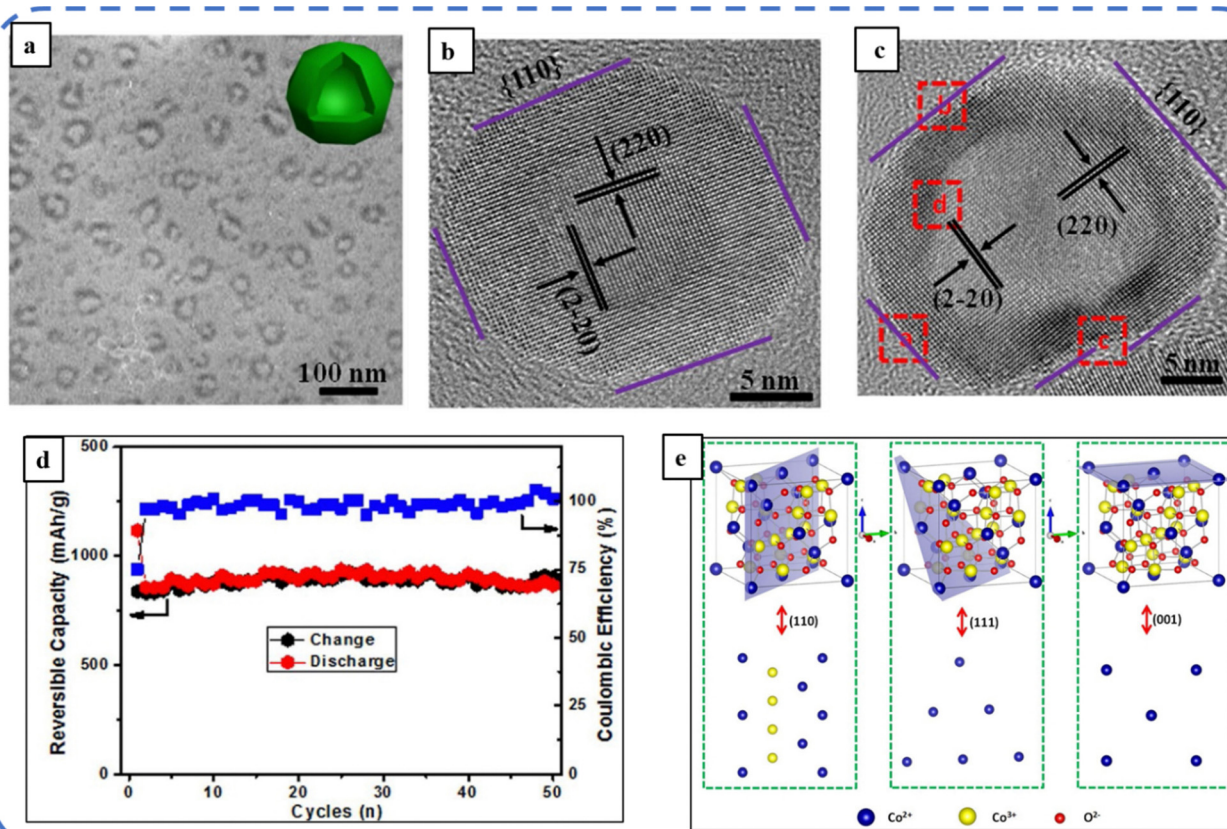 a
100 nm
b
{110}
(220)
(2-20)
5 nm
c
b
{110}
d
(220)
(2-20)
a
c
5 nm
d
Reversible Capacity (mAh/g)
500
1000
500
0
Change
Discharge
100
75
50
25
0
Coulombic Efficiency (%)
0 10 20 30 40 50
Cycles (n)
e
(110) (111) (001)
Co2+ Co3+ O2-